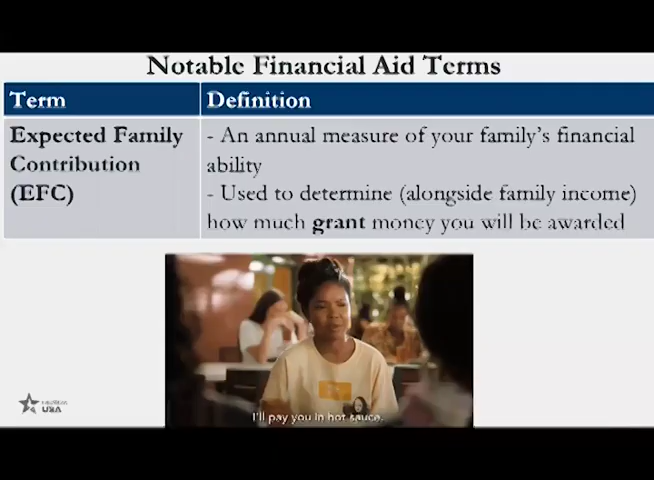 Notable Financial Aid Terms
Term
Definition
Expected Family
Contribution
(EFC)
- An annual measure of your family's financial
ability
- Used to determine (alongside family income)
how much grant money you will be awarded
I'll pay you in hot sauce.
USA